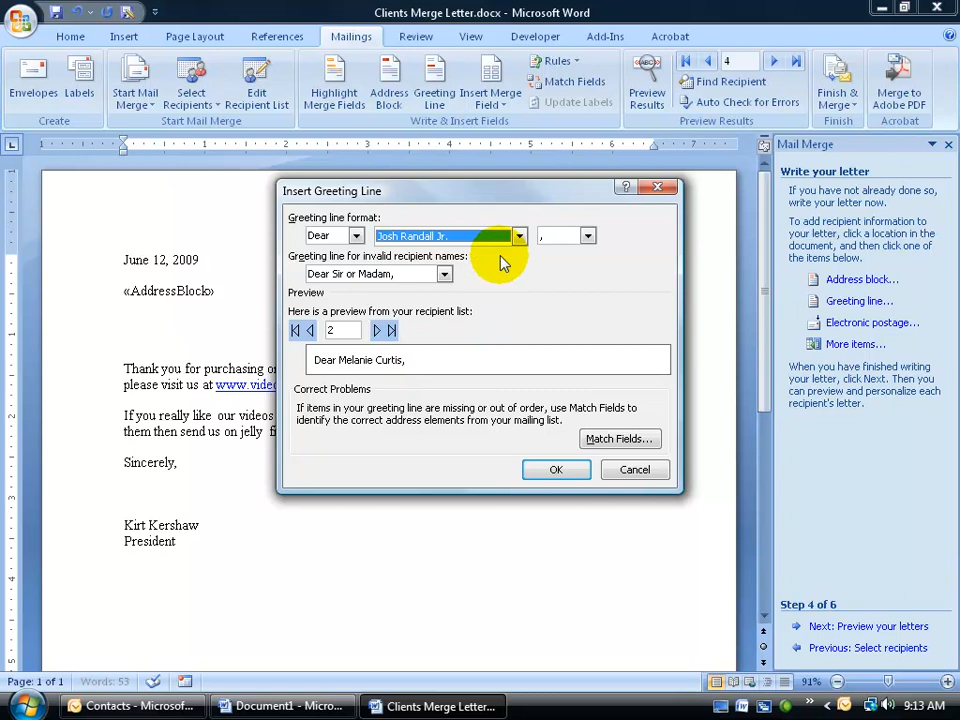 Clients Merge Letter.docx - Microsoft Word
Home Insert Page Layout References Mailings Review View Developer Add-Ins Acrobat
Envelopes Labels
Create
Start Mail Merge
Select Recipients
Edit Recipient List
Start Mail Merge
Highlight Merge Fields
Address Block
Greeting Line
Insert Merge Field
Rules
Match Fields
Update Labels
Write & Insert Fields
Preview Results
4
Find Recipient
Auto Check for Errors
Preview Results
Finish & Merge
Finish
Merge to Adobe PDF
Acrobat
1 1 2 3 4 5 6 7
June 12, 2009
«AddressBlock»
Thank you for purchasing
please visit us at www.vide
If you really like our videos
them then send us on jelly
Sincerely,
Kirt Kershaw
President
Insert Greeting Line
Greeting line format:
Dear Josh Randall Jr. ,
Greeting line for invalid recipient names:
Dear Sir or Madam,
Preview
Here is a preview from your recipient list:
2
Dear Melanie Curtis,
Correct Problems
If items in your greeting line are missing or out of order, use Match Fields to
identify the correct address elements from your mailing list.
Match Fields...
OK Cancel
Mail Merge
Write your letter
If you have not already done so,
write your letter now.
To add recipient information to
your letter, click a location in the
document, and then click one of
the items below.
Address block...
Greeting line...
Electronic postage...
More items...
When you have finished writing
your letter, click Next. Then you
can preview and personalize each
recipient's letter.
Step 4 of 6
Next: Preview your letters
Previous: Select recipients
Page: 1 of 1 Words: 53 91%
Contacts - Microsof... Document1 - Micro... Clients Merge Letter... 9:13 AM